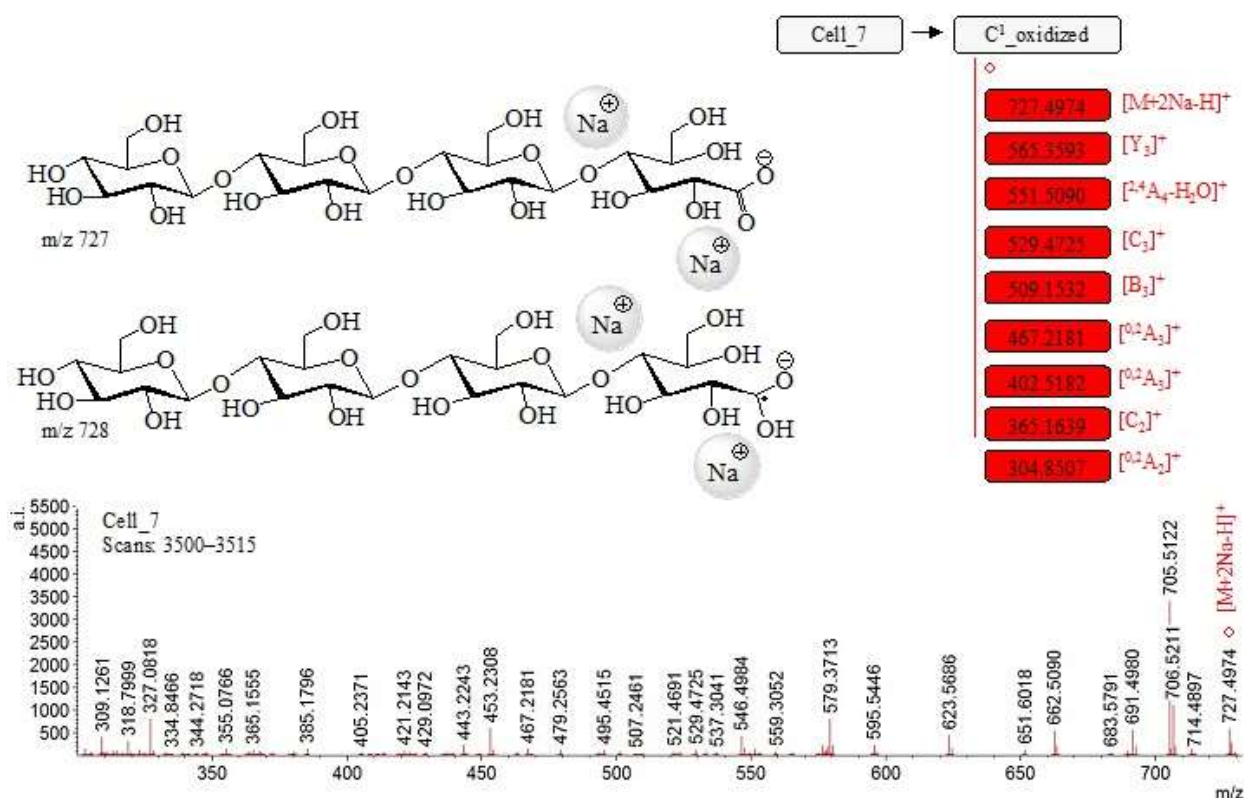 Cell_7
C¹_oxidized
727.4974 [M+2Na-H]⁺
565.3593 [Y₃]⁺
551.5090 [²,⁴A₄-H₂O]⁺
529.4725 [C₃]⁺
509.1532 [B₃]⁺
467.2181 [⁰,²A₃]⁺
402.5182 [⁰,²A₃]⁺
365.1639 [C₂]⁺
304.8507 [⁰,²A₂]⁺
OH
OH
OH
Na
⊕
OH
HO
HO
O
O
O
O
O
O
OH
O
⊖
HO
OH
HO
OH
HO
OH
HO
OH
O
m/z 727
Na
⊕
OH
OH
OH
Na
⊕
OH
HO
HO
O
O
O
O
O
O
OH
O
⊖
HO
OH
HO
OH
HO
OH
HO
OH
OH
m/z 728
Na
⊕
Cell_7
Scans: 3500–3515
a.i.
5500
5000
4500
4000
3500
3000
2500
2000
1500
1000
500
309.1261
318.7999
327.0818
334.8466
344.2718
355.0766
365.1555
385.1796
405.2371
421.2143
429.0972
443.2243
453.2308
467.2181
479.2563
495.4515
507.2461
521.4691
529.4725
537.3041
546.4984
559.3052
579.3713
595.5446
623.5686
651.6018
662.5090
683.5791
691.4980
705.5122
706.5211
714.4897
727.4974
[M+2Na-H]⁺
350
400
450
500
550
600
650
700
m/z